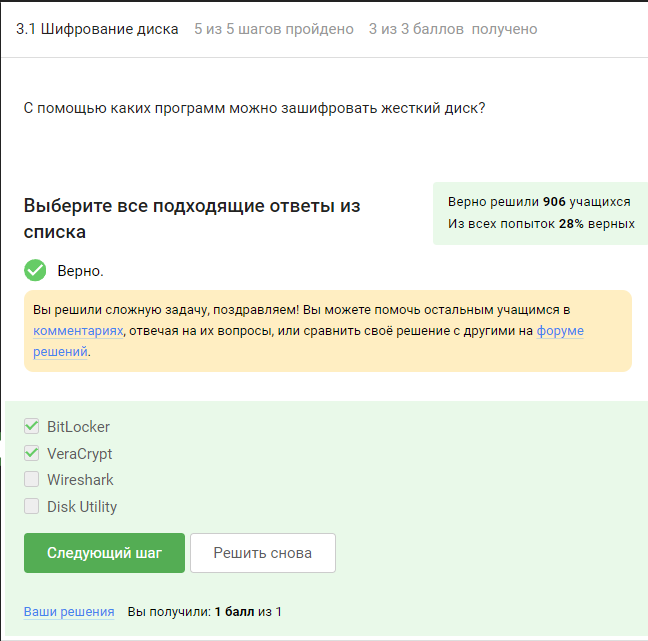 3.1 Шифрование диска 5 из 5 шагов пройдено 3 из 3 баллов получено
С помощью каких программ можно зашифровать жесткий диск?
Выберите все подходящие ответы из
списка
Верно решили 906 учащихся
Из всех попыток 28% верных
Верно.
Вы решили сложную задачу, поздравляем! Вы можете помочь остальным учащимся в
комментариях, отвечая на их вопросы, или сравнить своё решение с другими на форуме
решений.
BitLocker
VeraCrypt
Wireshark
Disk Utility
Следующий шаг Решить снова
Ваши решения Вы получили: 1 балл из 1